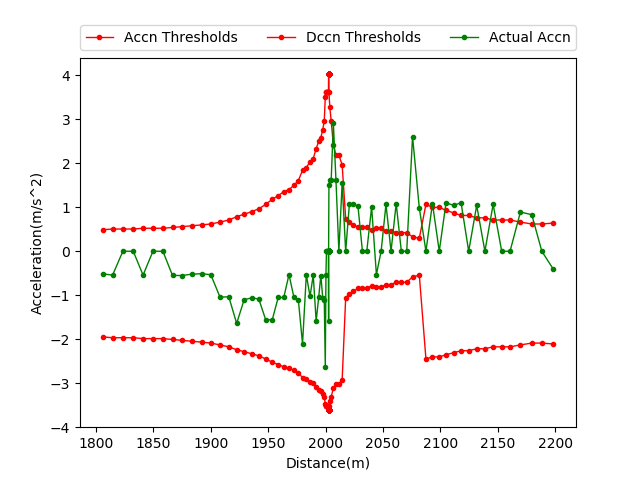 Accn Thresholds Dccn Thresholds Actual Accn
4
3
2
1
0
−1
−2
−3
−4
Acceleration(m/s^2)
1800 1850 1900 1950 2000 2050 2100 2150 2200
Distance(m)